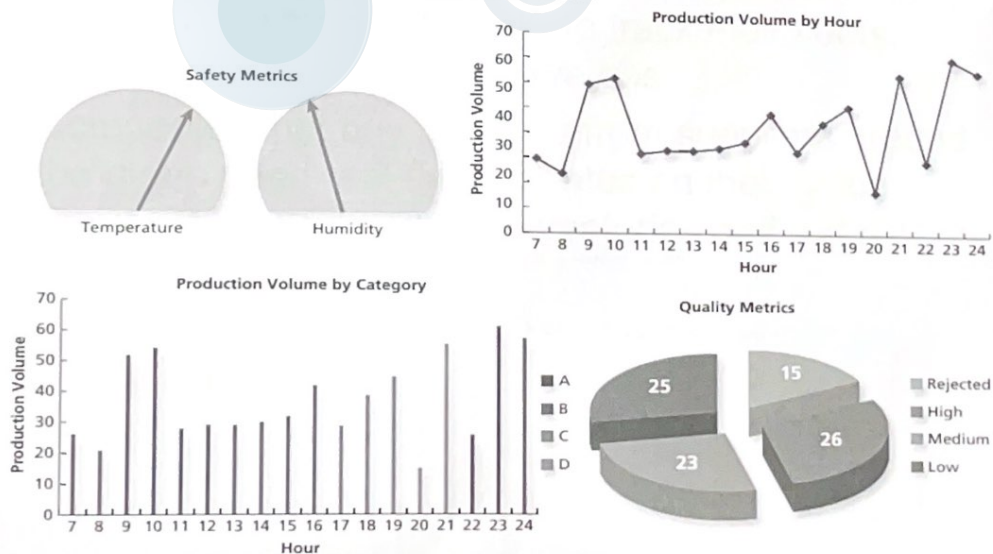 Safety Metrics
Temperature
Humidity
Production Volume by Hour
Production Volume
70
60
50
40
30
20
10
0
7 8 9 10 11 12 13 14 15 16 17 18 19 20 21 22 23 24
Hour
Production Volume by Category
Production Volume
70
60
50
40
30
20
10
0
7 8 9 10 11 12 13 14 15 16 17 18 19 20 21 22 23 24
Hour
A
B
C
D
Quality Metrics
25
15
23
26
Rejected
High
Medium
Low